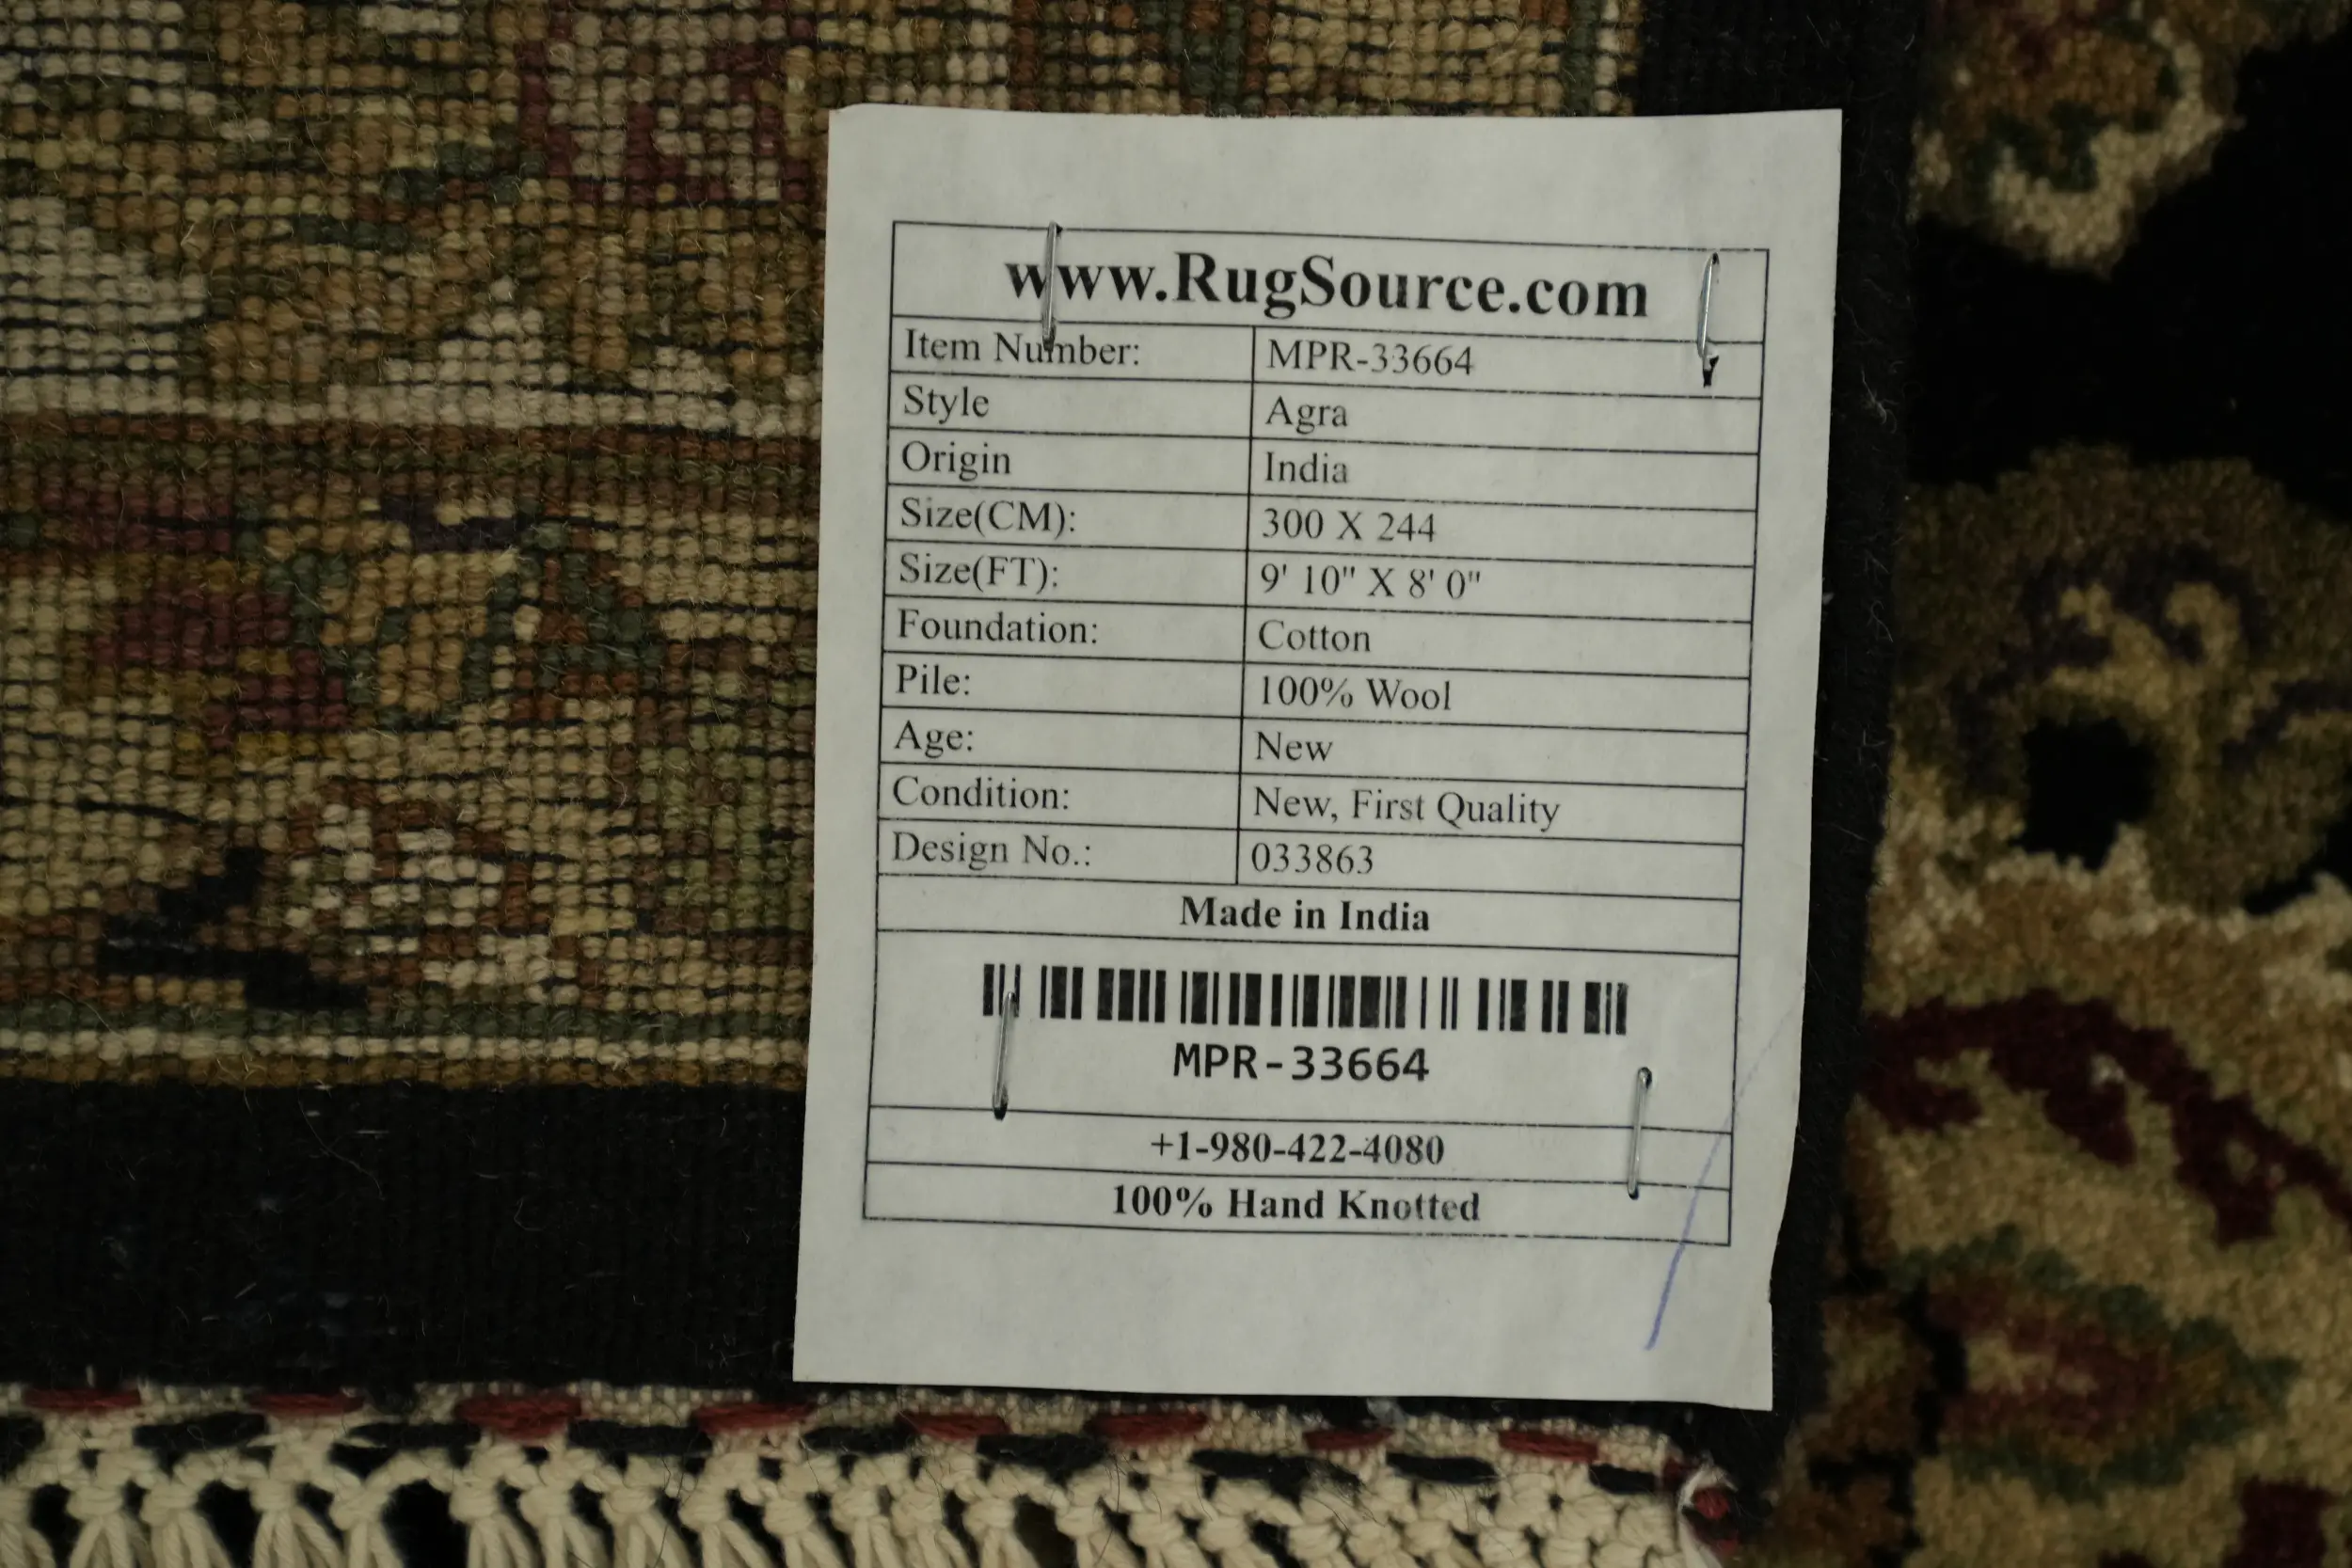 www.RugSource.com
Item Number: MPR-33664
Style Agra
Origin India
Size(CM): 300 X 244
Size(FT): 9' 10" X 8' 0"
Foundation: Cotton
Pile: 100% Wool
Age: New
Condition: New, First Quality
Design No.: 033863
Made in India
MPR-33664
+1-980-422-4080
100% Hand Knotted